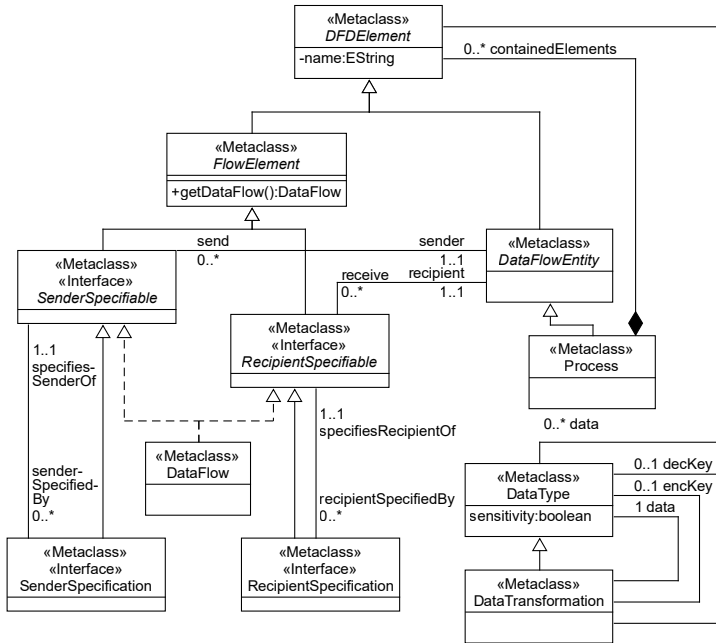 «Metaclass»
DFDElement
-name:EString
0..* containedElements
«Metaclass»
FlowElement
+getDataFlow():DataFlow
«Metaclass»
«Interface»
SenderSpecifiable
send
0..*
sender
1..1
«Metaclass»
DataFlowEntity
receive
0..*
recipient
1..1
«Metaclass»
«Interface»
RecipientSpecifiable
«Metaclass»
Process
1..1
specifies-
SenderOf
1..1
specifiesRecipientOf
«Metaclass»
DataFlow
sender-
Specified-
By
0..*
recipientSpecifiedBy
0..*
0..* data
«Metaclass»
DataType
sensitivity:boolean
0..1 decKey
0..1 encKey
1 data
«Metaclass»
«Interface»
SenderSpecification
«Metaclass»
«Interface»
RecipientSpecification
«Metaclass»
DataTransformation